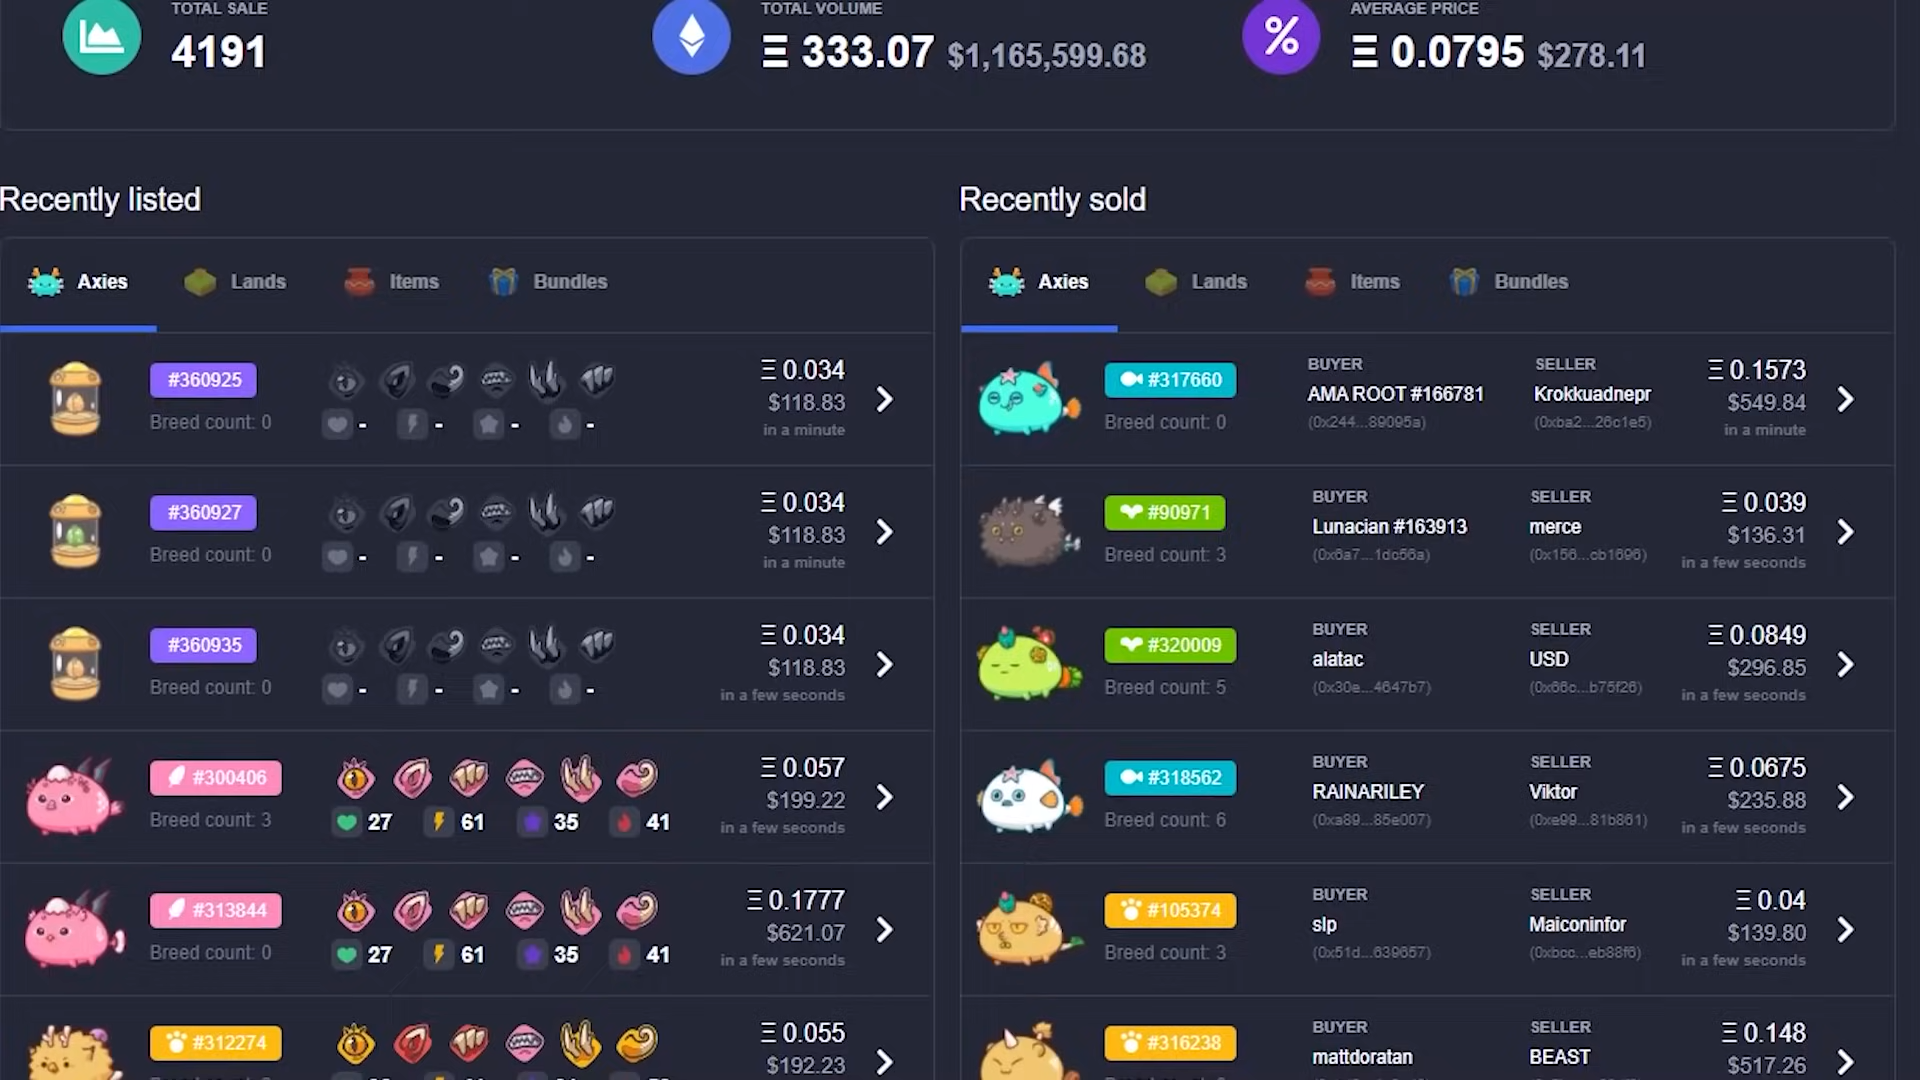 TOTAL SALE
4191
TOTAL VOLUME
Ξ 333.07 $1,165,599.68
AVERAGE PRICE
Ξ 0.0795 $278.11
Recently listed
Axies Lands Items Bundles
#360925
Breed count: 0
- - - -
Ξ 0.034
$118.83
in a minute
#360927
Breed count: 0
- - - -
Ξ 0.034
$118.83
in a minute
#360935
Breed count: 0
- - - -
Ξ 0.034
$118.83
in a few seconds
#300406
Breed count: 3
27 61 35 41
Ξ 0.057
$199.22
in a few seconds
#313844
Breed count: 0
27 61 35 41
Ξ 0.1777
$621.07
in a few seconds
#312274
Ξ 0.055
$192.23
Recently sold
Axies Lands Items Bundles
#317660
Breed count: 0
BUYER
AMA ROOT #166781
(0x244...89095a)
SELLER
Krokkuadnepr
(0xba2...26c1e5)
Ξ 0.1573
$549.84
in a minute
#90971
Breed count: 3
BUYER
Lunacian #163913
(0x6a7...1dc56a)
SELLER
merce
(0x156...cb1696)
Ξ 0.039
$136.31
in a few seconds
#320009
Breed count: 5
BUYER
alatac
(0x30e...4647b7)
SELLER
USD
(0x66c...b75f26)
Ξ 0.0849
$296.85
in a few seconds
#318562
Breed count: 6
BUYER
RAINARILEY
(0xa89...85e007)
SELLER
Viktor
(0xe99...81b861)
Ξ 0.0675
$235.88
in a few seconds
#105374
Breed count: 3
BUYER
slp
(0x51d...639657)
SELLER
Maiconinfor
(0xbcc...eb88f6)
Ξ 0.04
$139.80
in a few seconds
#316238
BUYER
mattdoratan
SELLER
BEAST
Ξ 0.148
$517.26